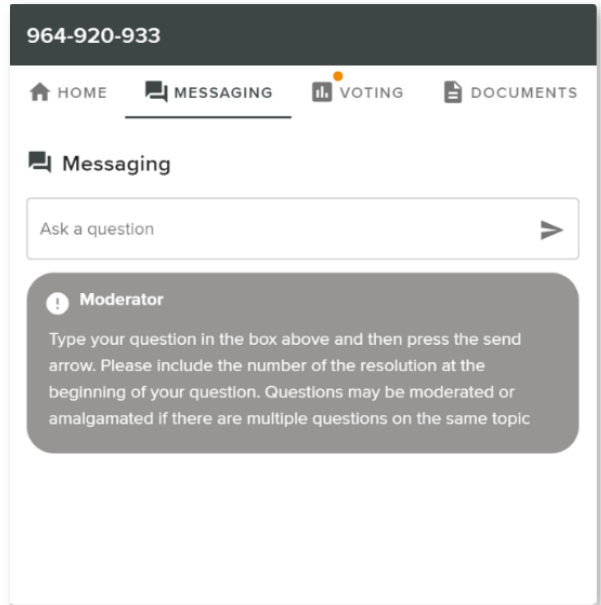 964-920-933
HOME MESSAGING VOTING DOCUMENTS
Messaging
Ask a question
Moderator
Type your question in the box above and then press the send
arrow. Please include the number of the resolution at the
beginning of your question. Questions may be moderated or
amalgamated if there are multiple questions on the same topic